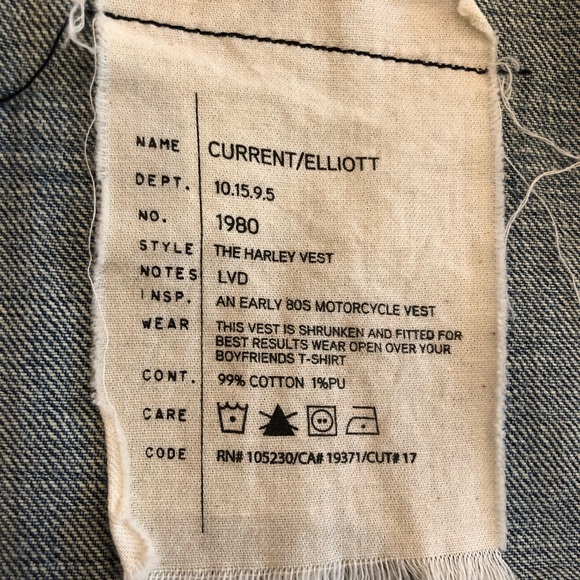 NAME CURRENT/ELLIOTT
DEPT. 10.15.9.5
NO. 1980
STYLE THE HARLEY VEST
NOTES LVD
INSP. AN EARLY 80S MOTORCYCLE VEST
WEAR THIS VEST IS SHRUNKEN AND FITTED FOR
BEST RESULTS WEAR OPEN OVER YOUR
BOYFRIENDS T-SHIRT
CONT. 99% COTTON 1%PU
CARE
CODE RN# 105230/CA# 19371/CUT# 17